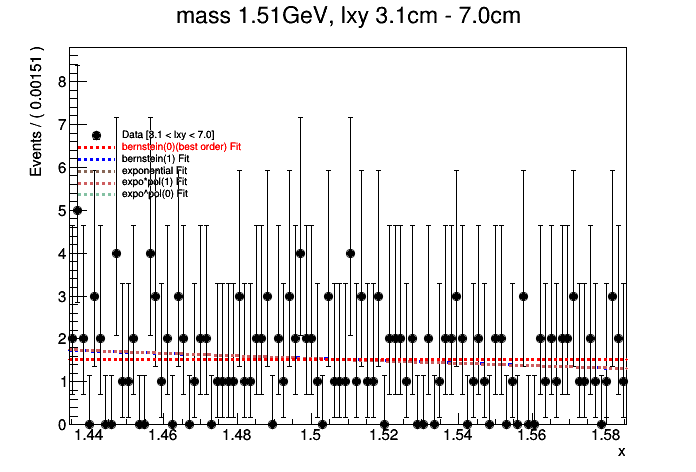 mass 1.51GeV, lxy 3.1cm - 7.0cm
Events / ( 0.00151 )
8
7
6
5
4
3
2
1
0
Data [3.1 < lxy < 7.0]
bernstein(0)(best order) Fit
bernstein(1) Fit
exponential Fit
expo*pol(1) Fit
expo^pol(0) Fit
1.44 1.46 1.48 1.5 1.52 1.54 1.56 1.58
x